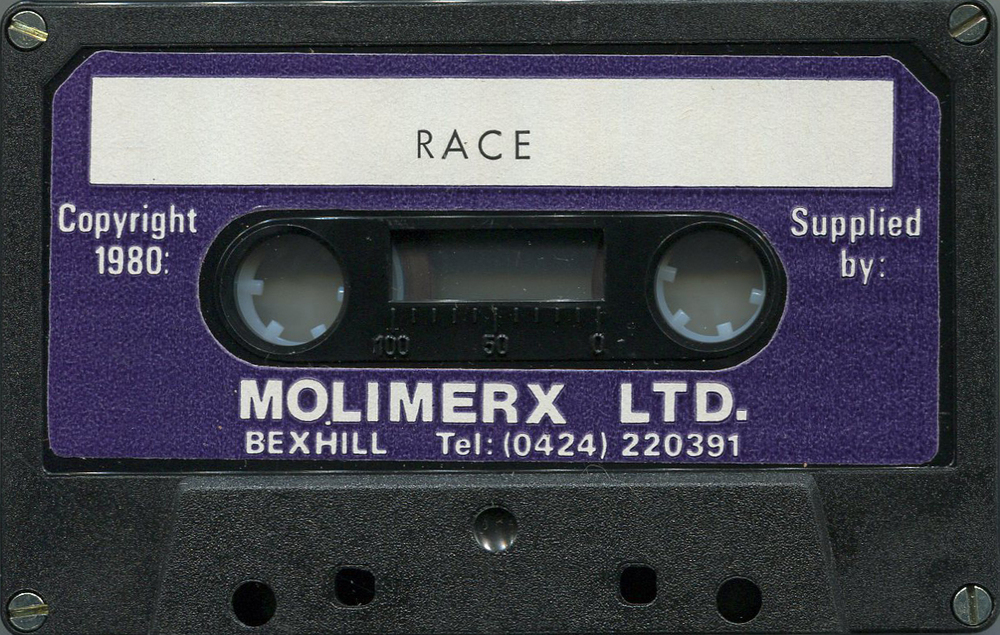 RACE
Copyright
1980:
Supplied
by:
100 50 0
MOLIMERX LTD.
BEXHILL Tel: (0424) 220391